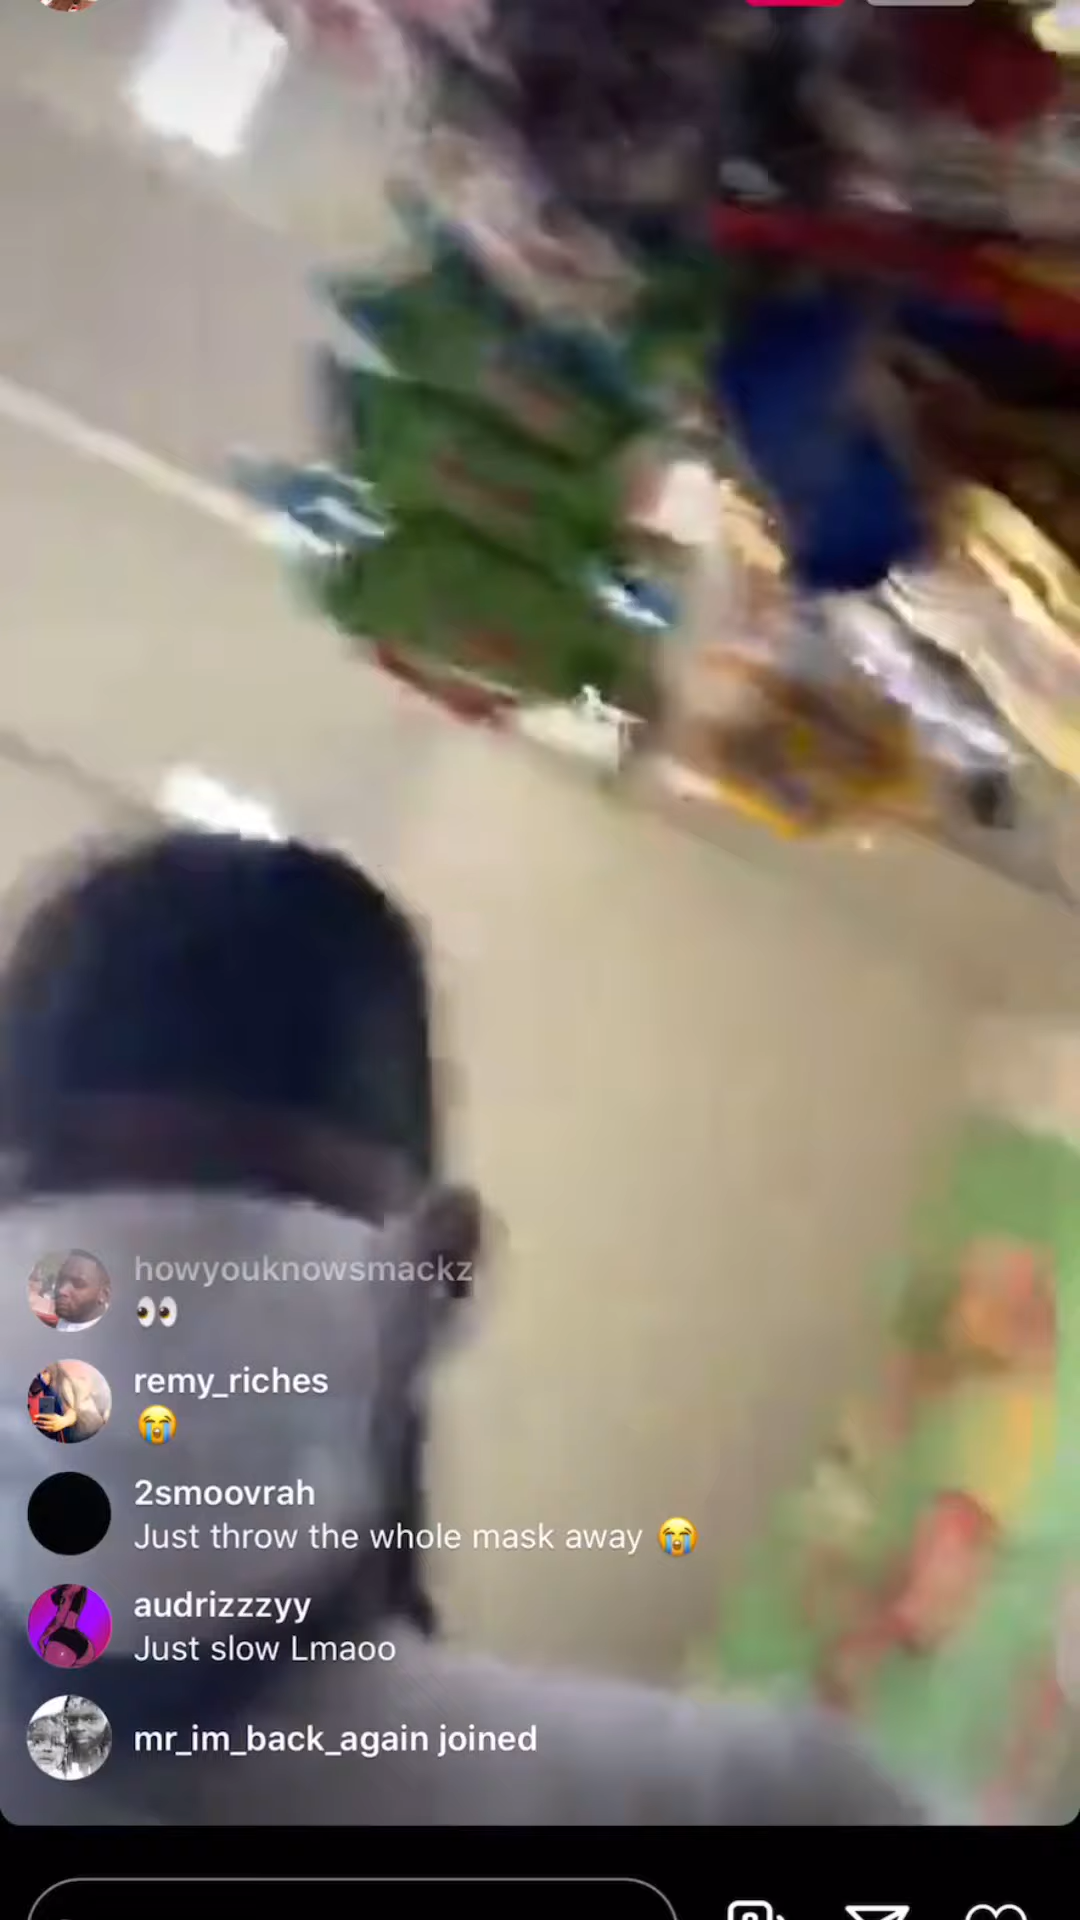 howyouknowsmackz
👀
remy_riches
😭
2smoovrah
Just throw the whole mask away 😭
audrizzzyy
Just slow Lmaoo
mr_im_back_again joined